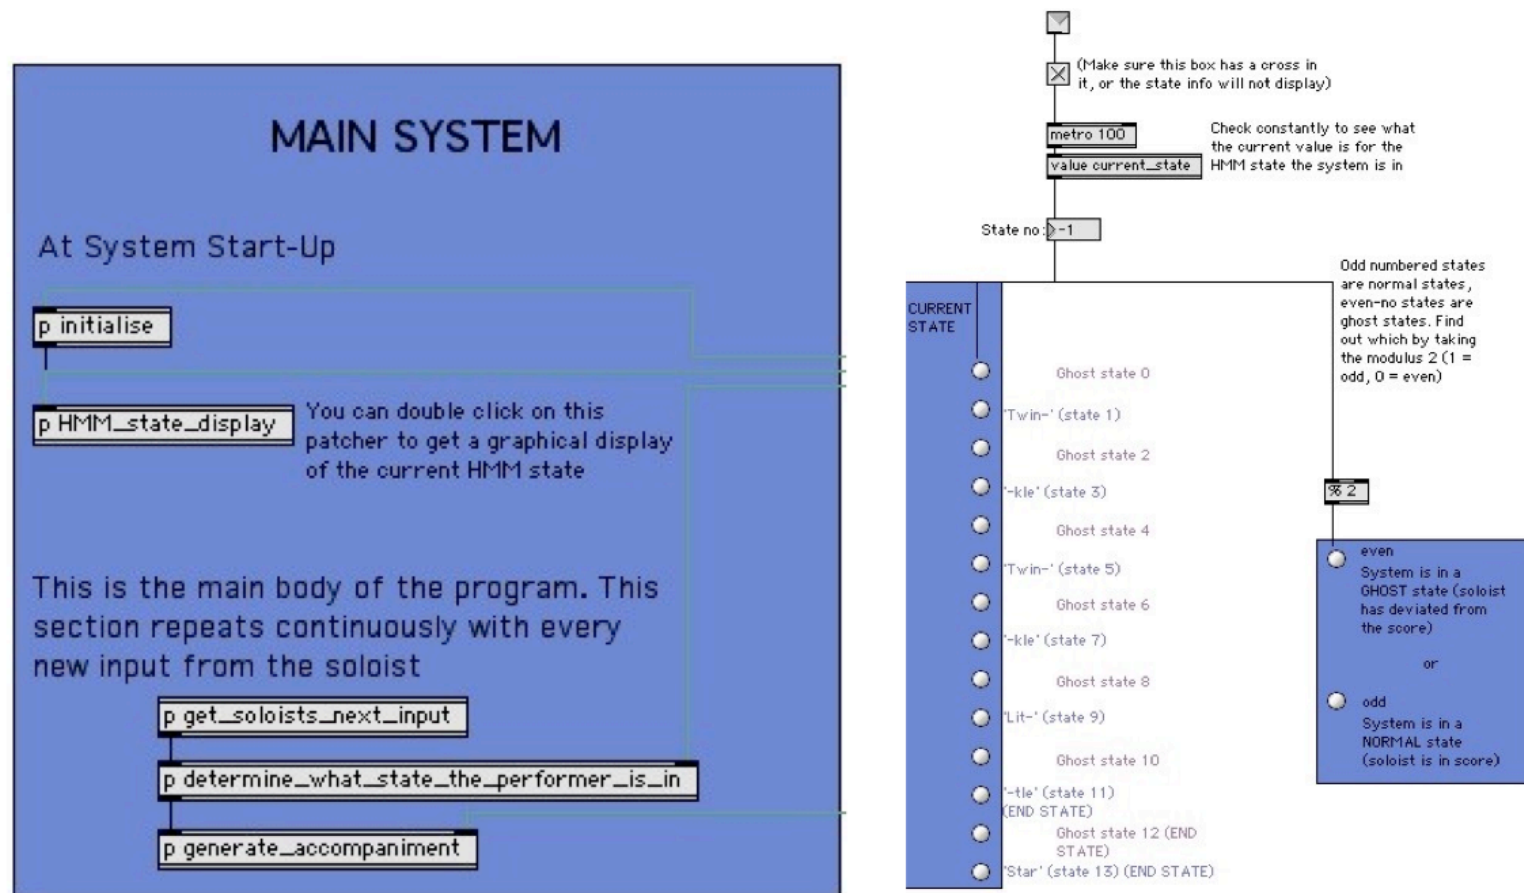 MAIN SYSTEM
At System Start-Up
p initialise
p HMM_state_display
You can double click on this
patcher to get a graphical display
of the current HMM state
This is the main body of the program. This
section repeats continuously with every
new input from the soloist
p get_soloists_next_input
p determine_what_state_the_performer_is_in
p generate_accompaniment
(Make sure this box has a cross in
it, or the state info will not display)
metro 100
value current_state
Check constantly to see what
the current value is for the
HMM state the system is in
State no:
-1
CURRENT
STATE
Ghost state 0
'Twin-' (state 1)
Ghost state 2
'-kle' (state 3)
Ghost state 4
'Twin-' (state 5)
Ghost state 6
'-kle' (state 7)
Ghost state 8
'Lit-' (state 9)
Ghost state 10
'-tle' (state 11)
(END STATE)
Ghost state 12 (END
STATE)
'Star' (state 13) (END STATE)
Odd numbered states
are normal states,
even-no states are
ghost states. Find
out which by taking
the modulus 2 (1 =
odd, 0 = even)
% 2
even
System is in a
GHOST state (soloist
has deviated from
the score)
or
odd
System is in a
NORMAL state
(soloist is in score)